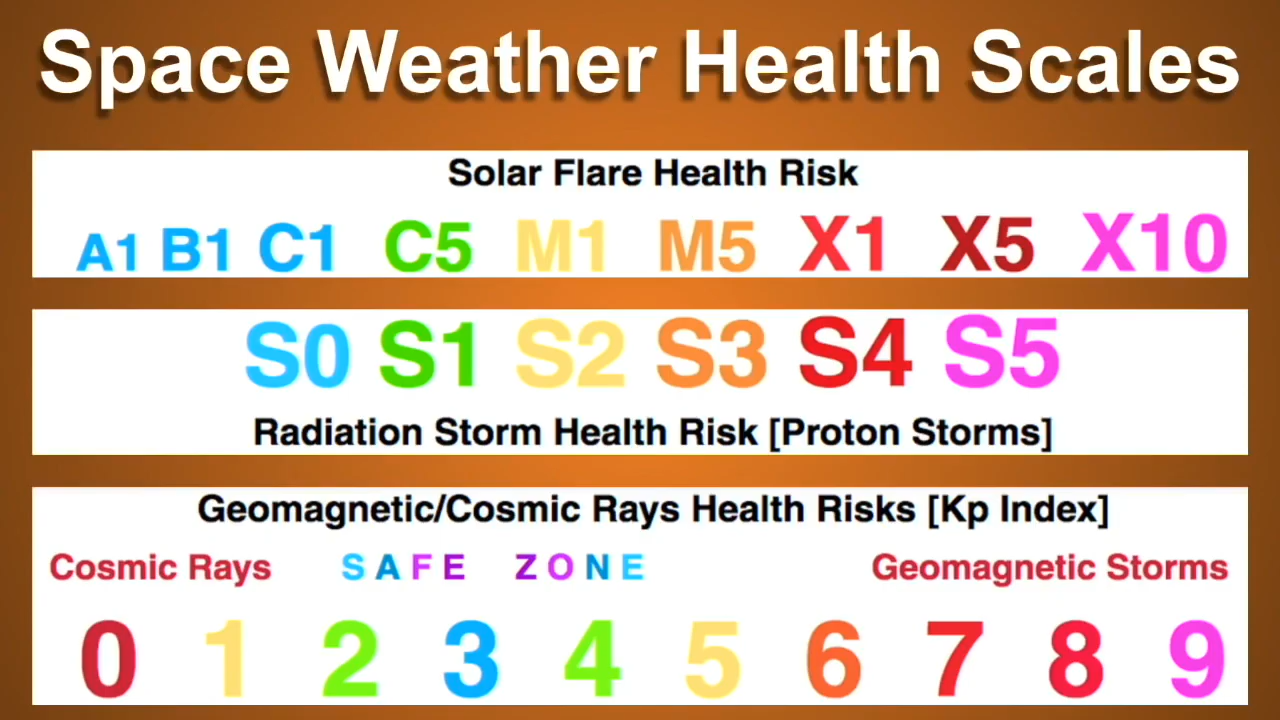 Space Weather Health Scales
Solar Flare Health Risk
A1 B1 C1 C5 M1 M5 X1 X5 X10
S0 S1 S2 S3 S4 S5
Radiation Storm Health Risk [Proton Storms]
Geomagnetic/Cosmic Rays Health Risks [Kp Index]
Cosmic Rays SAFE ZONE Geomagnetic Storms
0 1 2 3 4 5 6 7 8 9